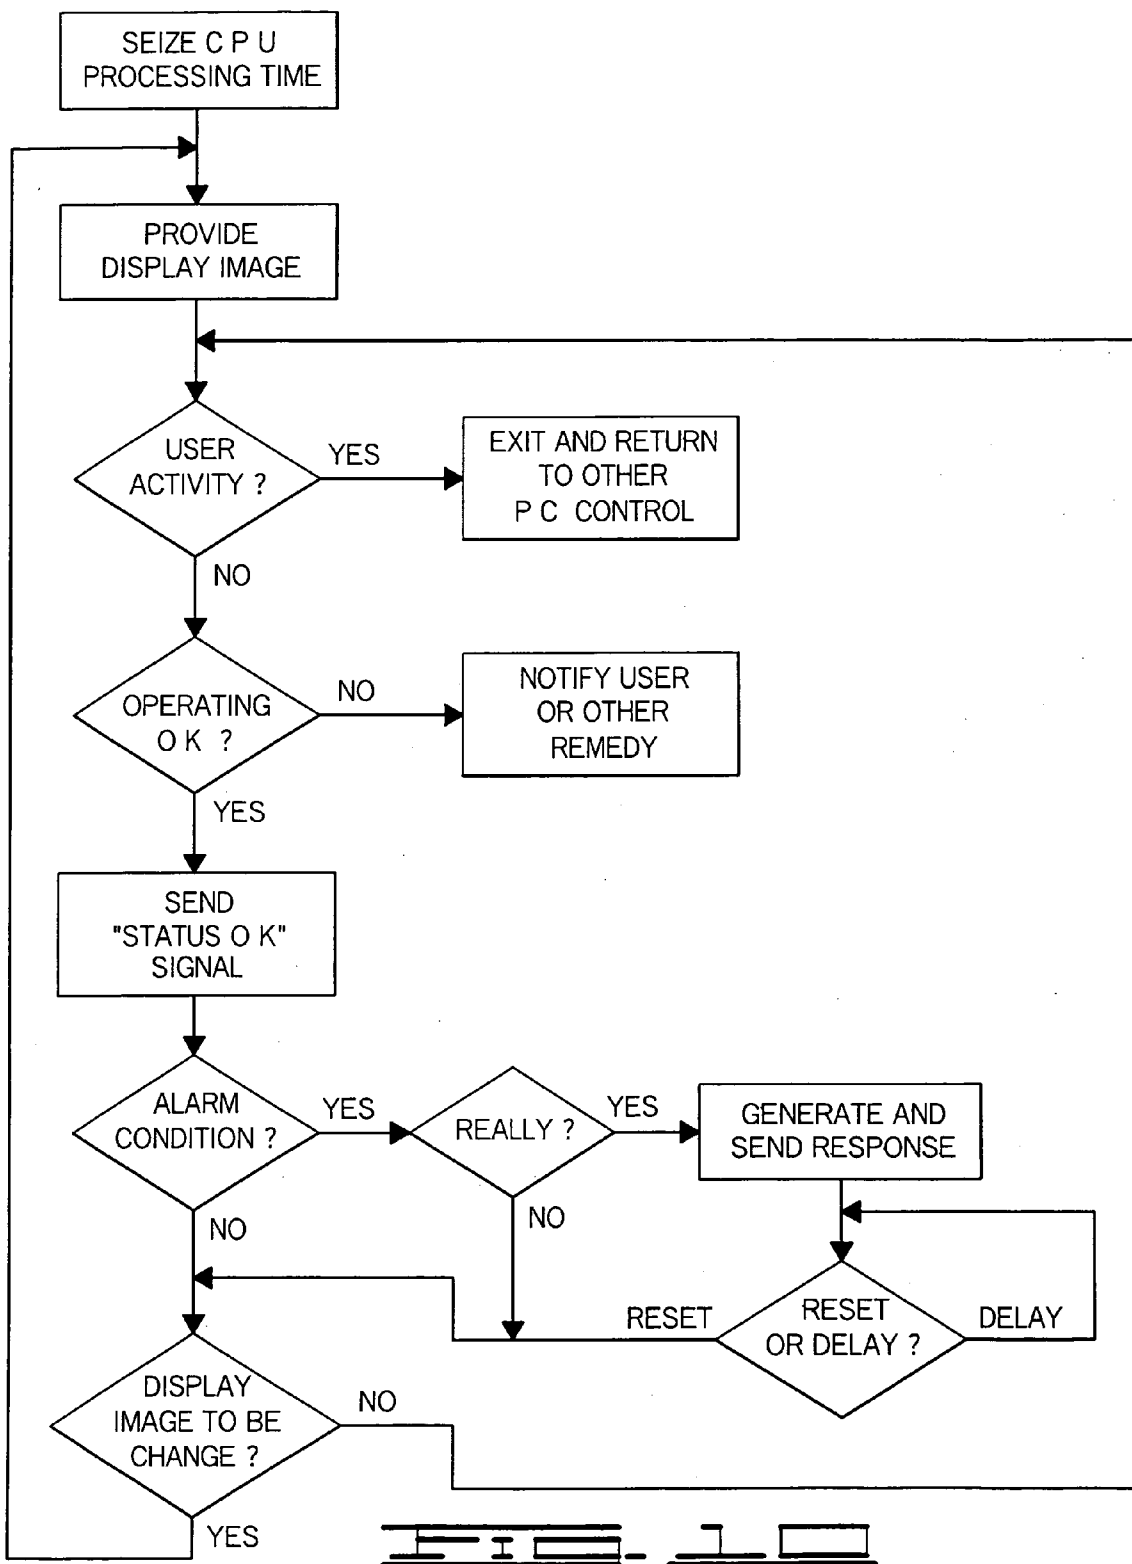 SEIZE C P U
PROCESSING TIME
PROVIDE
DISPLAY IMAGE
USER
ACTIVITY ?
YES
EXIT AND RETURN
TO OTHER
P C CONTROL
NO
OPERATING
O K ?
NO
NOTIFY USER
OR OTHER
REMEDY
YES
SEND
"STATUS O K"
SIGNAL
ALARM
CONDITION ?
YES
REALLY ?
YES
GENERATE AND
SEND RESPONSE
NO
NO
RESET
OR DELAY ?
RESET
DELAY
DISPLAY
IMAGE TO BE
CHANGE ?
NO
YES